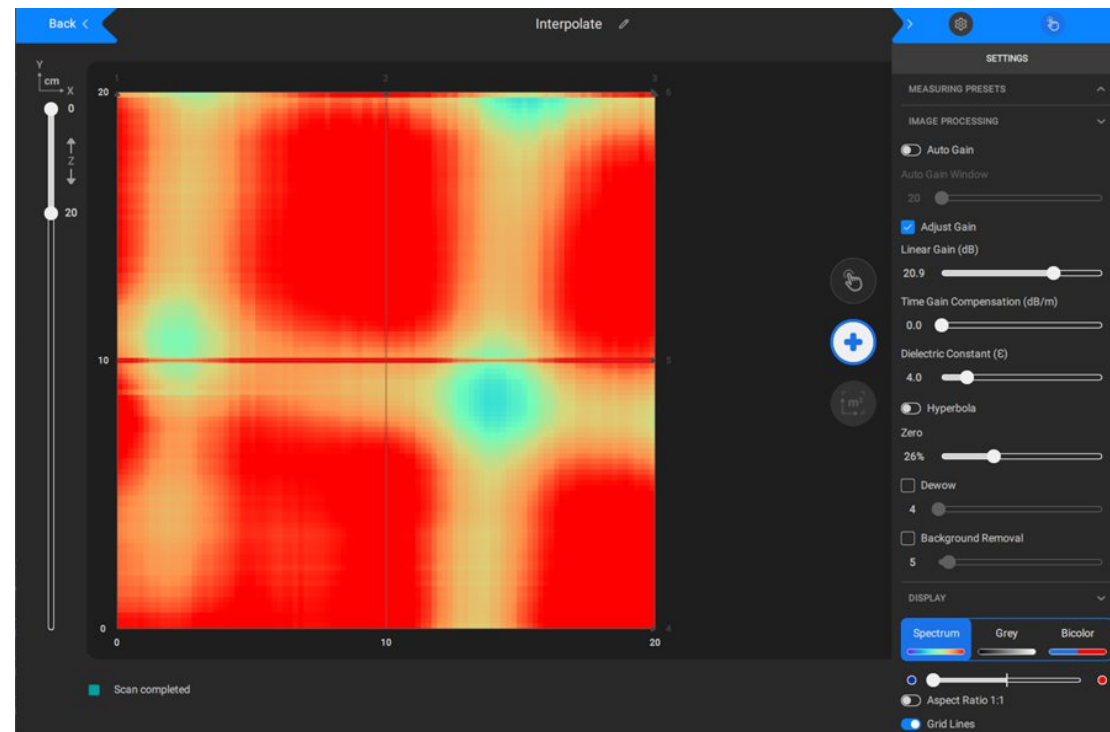 Back <
Interpolate
>
SETTINGS
Y
cm
X
0
Z
20
1
2
3
20
6
10
5
0
4
0
10
20
m²
MEASURING PRESETS
IMAGE PROCESSING
Auto Gain
Auto Gain Window
20
Adjust Gain
Linear Gain (dB)
20.9
Time Gain Compensation (dB/m)
0.0
Dielectric Constant (Ɛ)
4.0
Hyperbola
Zero
26%
Dewow
4
Background Removal
5
DISPLAY
Spectrum Grey Bicolor
Aspect Ratio 1:1
Grid Lines
Scan completed